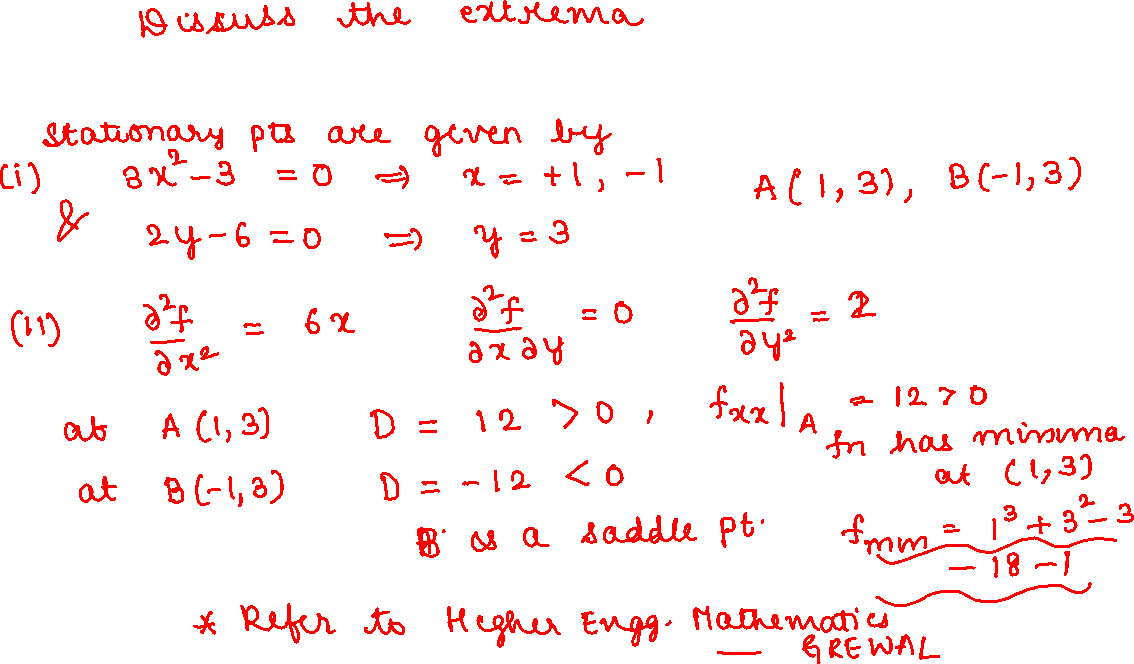 Discuss the extrema
Stationary pts are given by
(i) 3x²-3 = 0 ⇒ x = +1, -1 A(1,3), B(-1,3)
& 2y-6 = 0 ⇒ y = 3
(ii) ∂²f/∂x² = 6x ∂²f/∂x∂y = 0 ∂²f/∂y² = 2
at A(1,3) D = 12 > 0, fxx|A = 12 > 0
fn has minima
at (1,3)
at B(-1,3) D = -12 < 0
B is a saddle pt.
fmin = 1³ + 3² - 3
- 18 - 1
* Refer to Higher Engg. Mathematics
— GREWAL